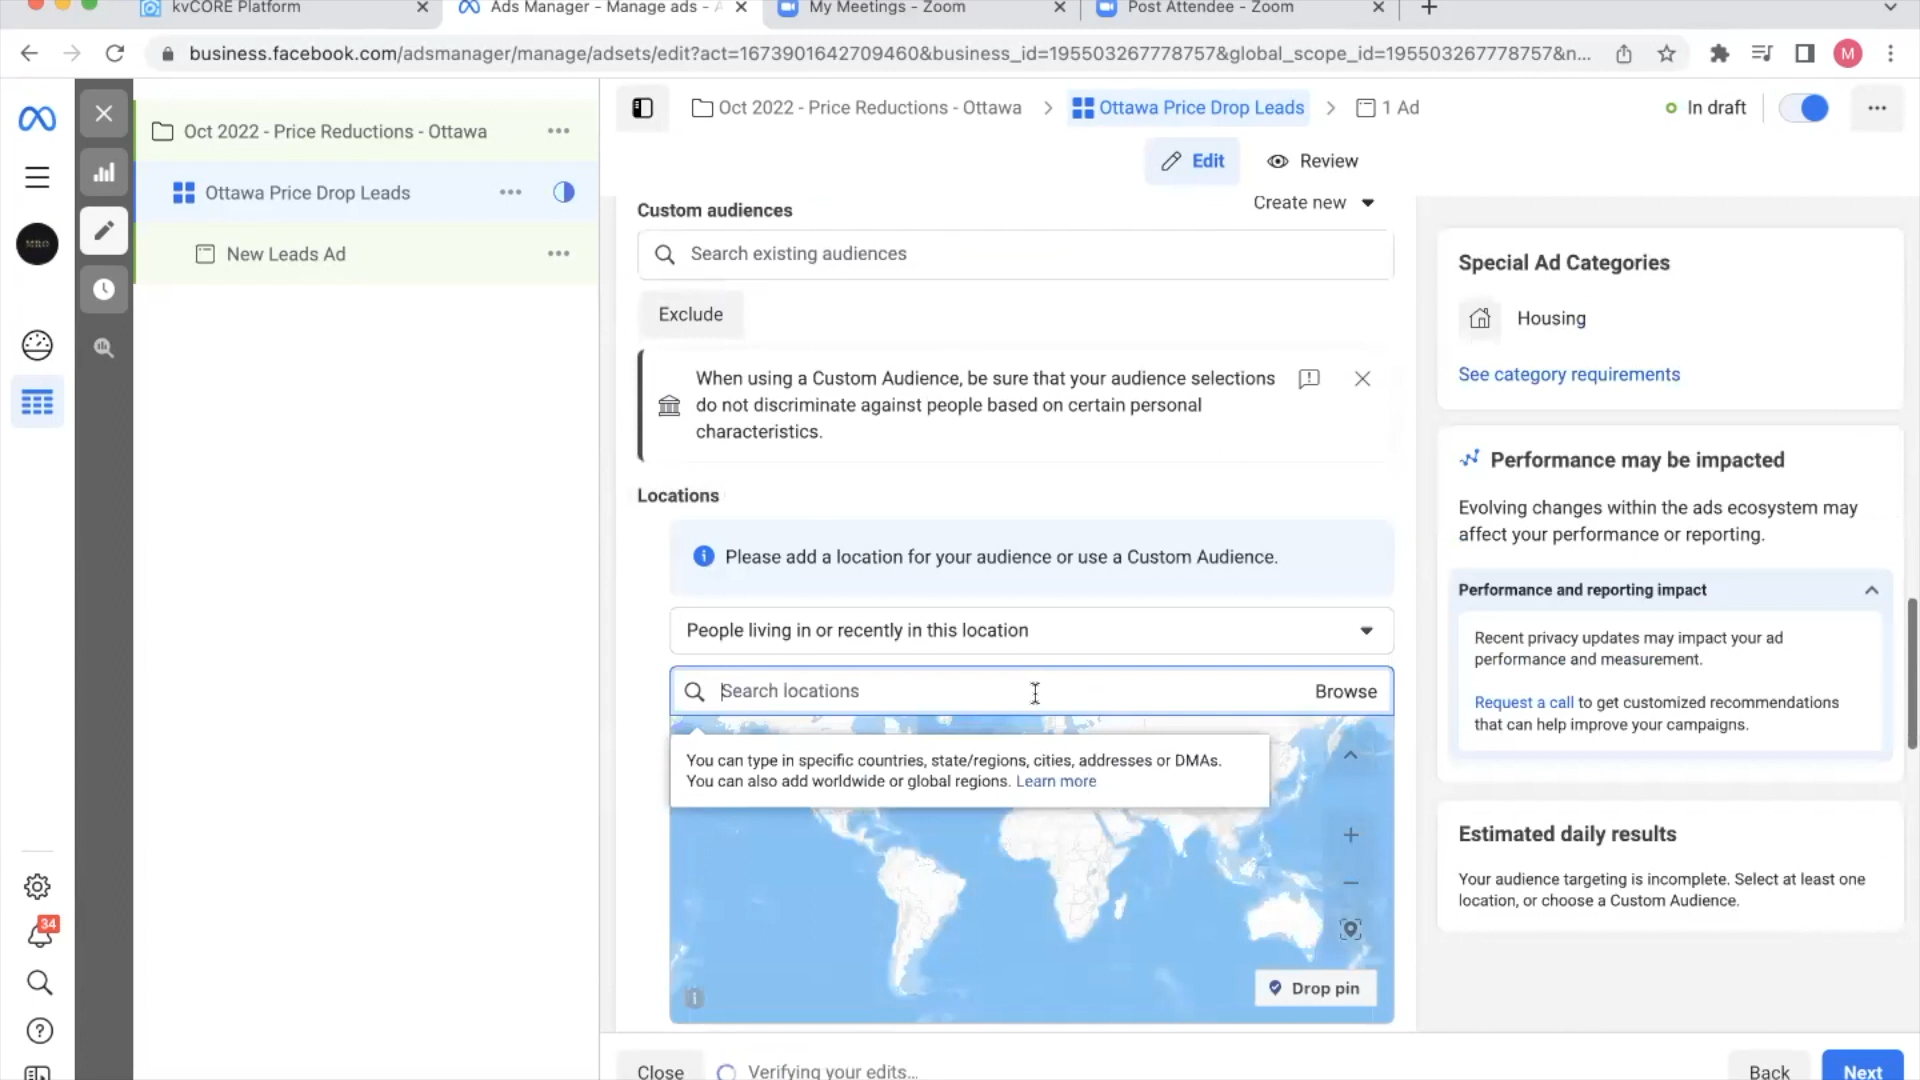 kvCORE Platform
Ads Manager - Manage ads - A
My Meetings - Zoom
Post Attendee - Zoom
business.facebook.com/adsmanager/manage/adsets/edit?act=1673901642709460&business_id=195503267778757&global_scope_id=195503267778757&n...
M
Oct 2022 - Price Reductions - Ottawa
Ottawa Price Drop Leads
New Leads Ad
MRO
34
Oct 2022 - Price Reductions - Ottawa
Ottawa Price Drop Leads
1 Ad
In draft
Edit
Review
Custom audiences
Create new
Search existing audiences
Exclude
When using a Custom Audience, be sure that your audience selections
do not discriminate against people based on certain personal
characteristics.
Locations
Please add a location for your audience or use a Custom Audience.
People living in or recently in this location
Search locations
Browse
You can type in specific countries, state/regions, cities, addresses or DMAs.
You can also add worldwide or global regions. Learn more
Drop pin
Close
Verifying your edits...
Back
Next
Special Ad Categories
Housing
See category requirements
Performance may be impacted
Evolving changes within the ads ecosystem may
affect your performance or reporting.
Performance and reporting impact
Recent privacy updates may impact your ad
performance and measurement.
Request a call to get customized recommendations
that can help improve your campaigns.
Estimated daily results
Your audience targeting is incomplete. Select at least one
location, or choose a Custom Audience.